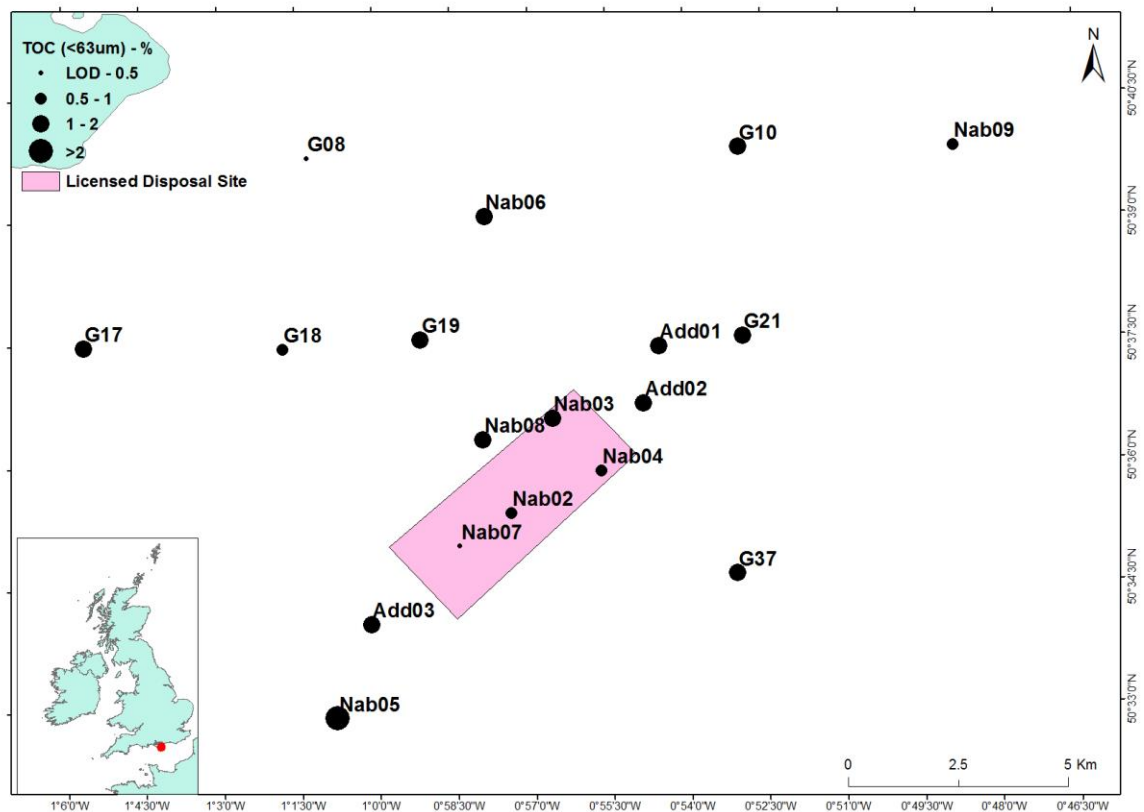 TOC (<63um) - %
LOD - 0.5
0.5 - 1
1 - 2
>2
Licensed Disposal Site
N
G08
G10
Nab09
Nab06
G17
G18
G19
Add01
G21
Add02
Nab03
Nab08
Nab04
Nab02
Nab07
G37
Add03
Nab05
0 2.5 5 Km
50°40'30"N
50°39'0"N
50°37'30"N
50°36'0"N
50°34'30"N
50°33'0"N
1°6'0"W 1°4'30"W 1°3'0"W 1°11'30"W 1°0'0"W 0°58'30"W 0°57'0"W 0°55'30"W 0°54'0"W 0°52'30"W 0°51'0"W 0°49'30"W 0°48'0"W 0°46'30"W